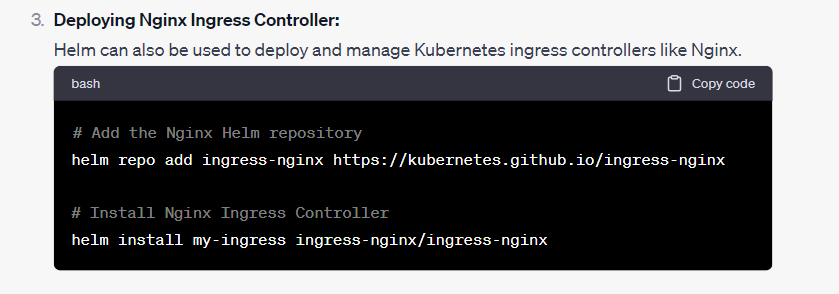 3. Deploying Nginx Ingress Controller:
Helm can also be used to deploy and manage Kubernetes ingress controllers like Nginx.
bash Copy code
# Add the Nginx Helm repository
helm repo add ingress-nginx https://kubernetes.github.io/ingress-nginx
# Install Nginx Ingress Controller
helm install my-ingress ingress-nginx/ingress-nginx